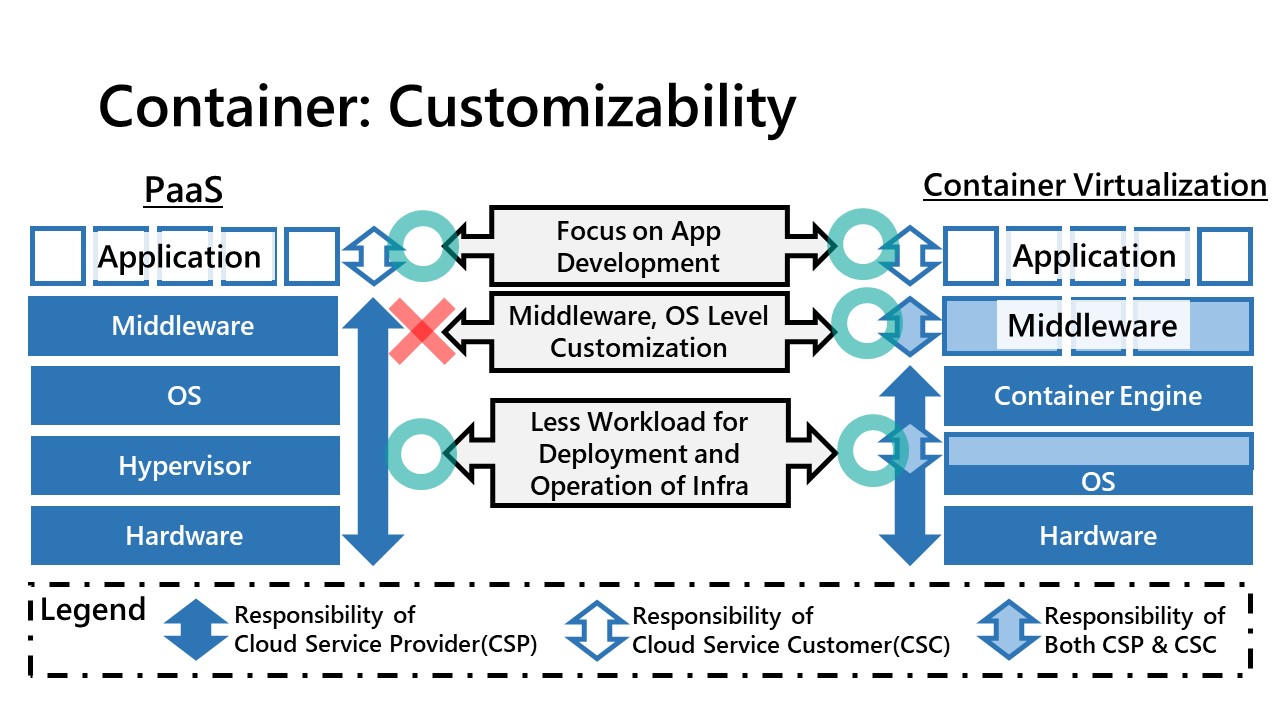 Container: Customizability
PaaS
Container Virtualization
Application
Middleware
OS
Hypervisor
Hardware
Focus on App
Development
Middleware, OS Level
Customization
Less Workload for
Deployment and
Operation of Infra
Application
Middleware
Container Engine
OS
Hardware
Legend
Responsibility of
Cloud Service Provider(CSP)
Responsibility of
Cloud Service Customer(CSC)
Responsibility of
Both CSP & CSC